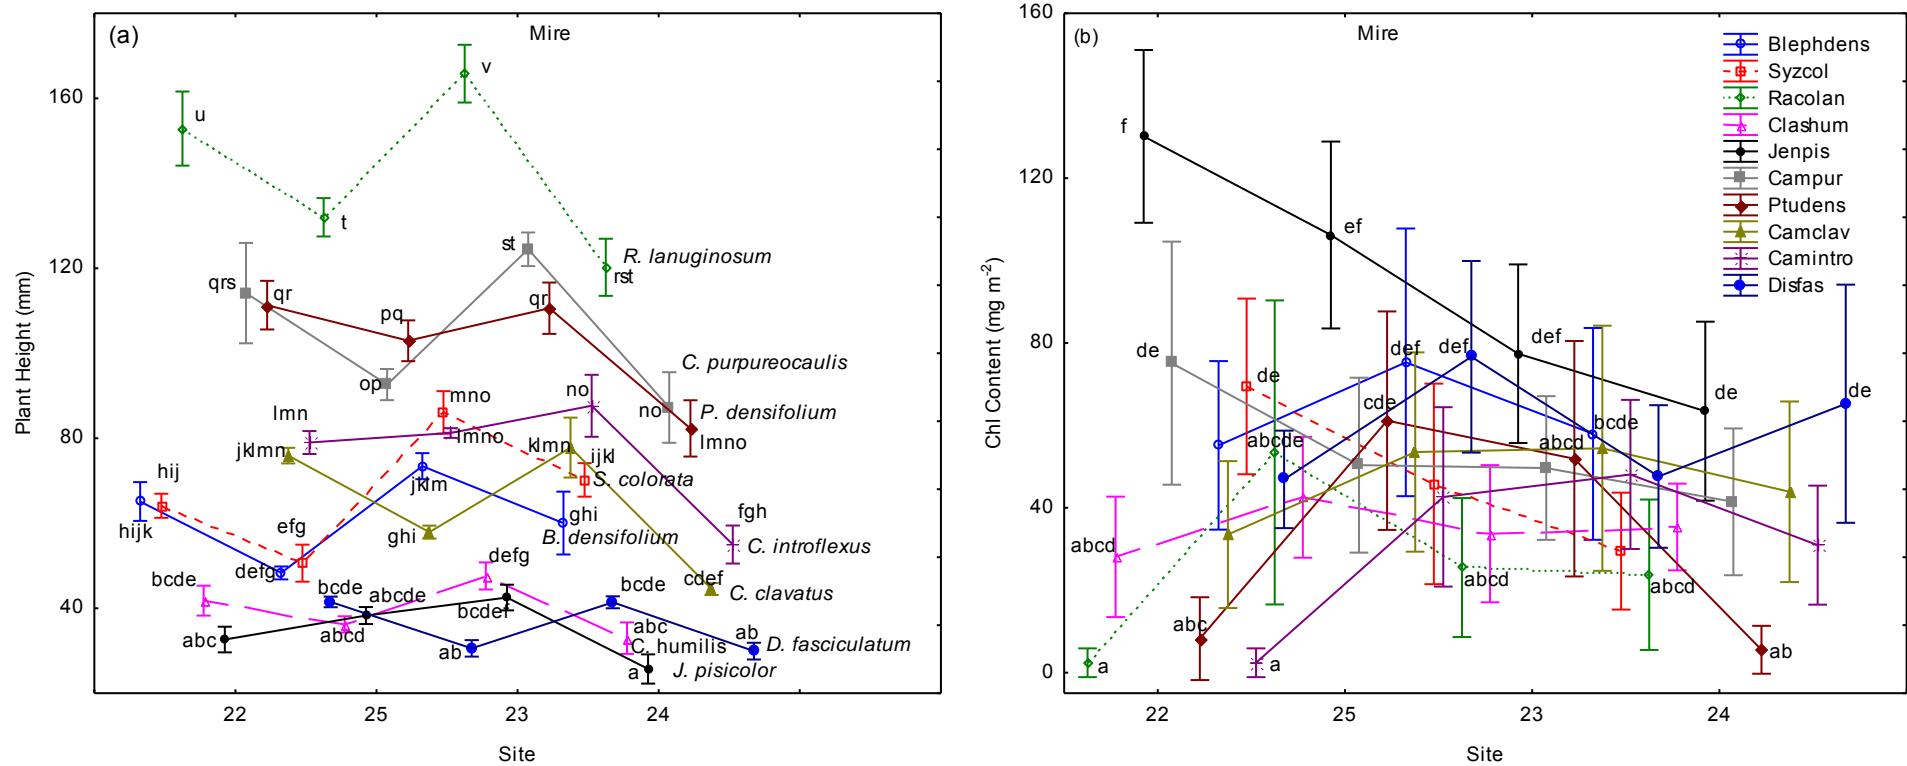 (a)
Mire
Plant Height (mm)
160
120
80
40
u
t
v
rst
R. lanuginosum
qrs
qr
pq
op
st
qr
no
C. purpureocaulis
P. densifolium
lmno
lmn
jklmn
mno
lmno
no
klmn
ijkl
S. colorata
hij
hijk
jklm
ghi
ghi
B. densifolium
efg
defg
fgh
C. introflexus
cdef
C. clavatus
bcde
bcde
abcde
defg
bcdef
bcde
abc
abcd
ab
abc
C. humilis
ab
D. fasciculatum
a
J. pisicolor
22
25
23
24
Site
(b)
Mire
Chl Content (mg m-2)
160
120
80
40
0
Blephdens
Syzcol
Racolan
Clashum
Jenpis
Campur
Ptudens
Camclav
Camintro
Disfas
f
ef
def
def
def
de
de
de
de
cde
abcde
bcde
abcd
abcd
abcd
abcd
abc
a
a
ab
22
25
23
24
Site